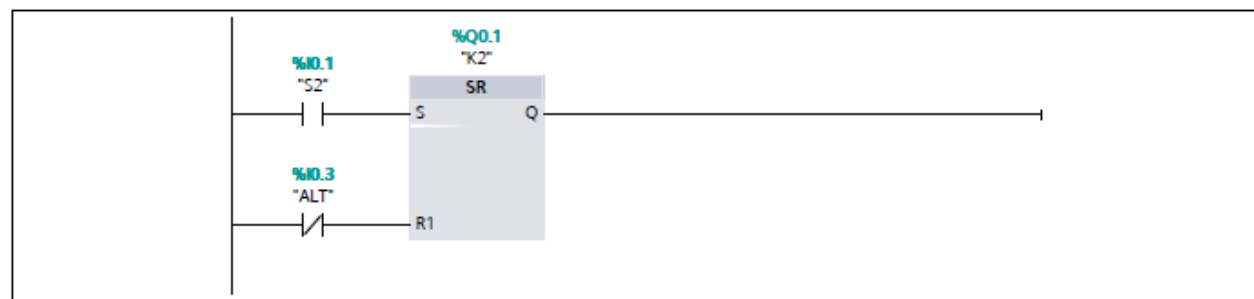 %Q0.1
"K2"
%I0.1
"S2"
SR
S
Q
%I0.3
"ALT"
R1